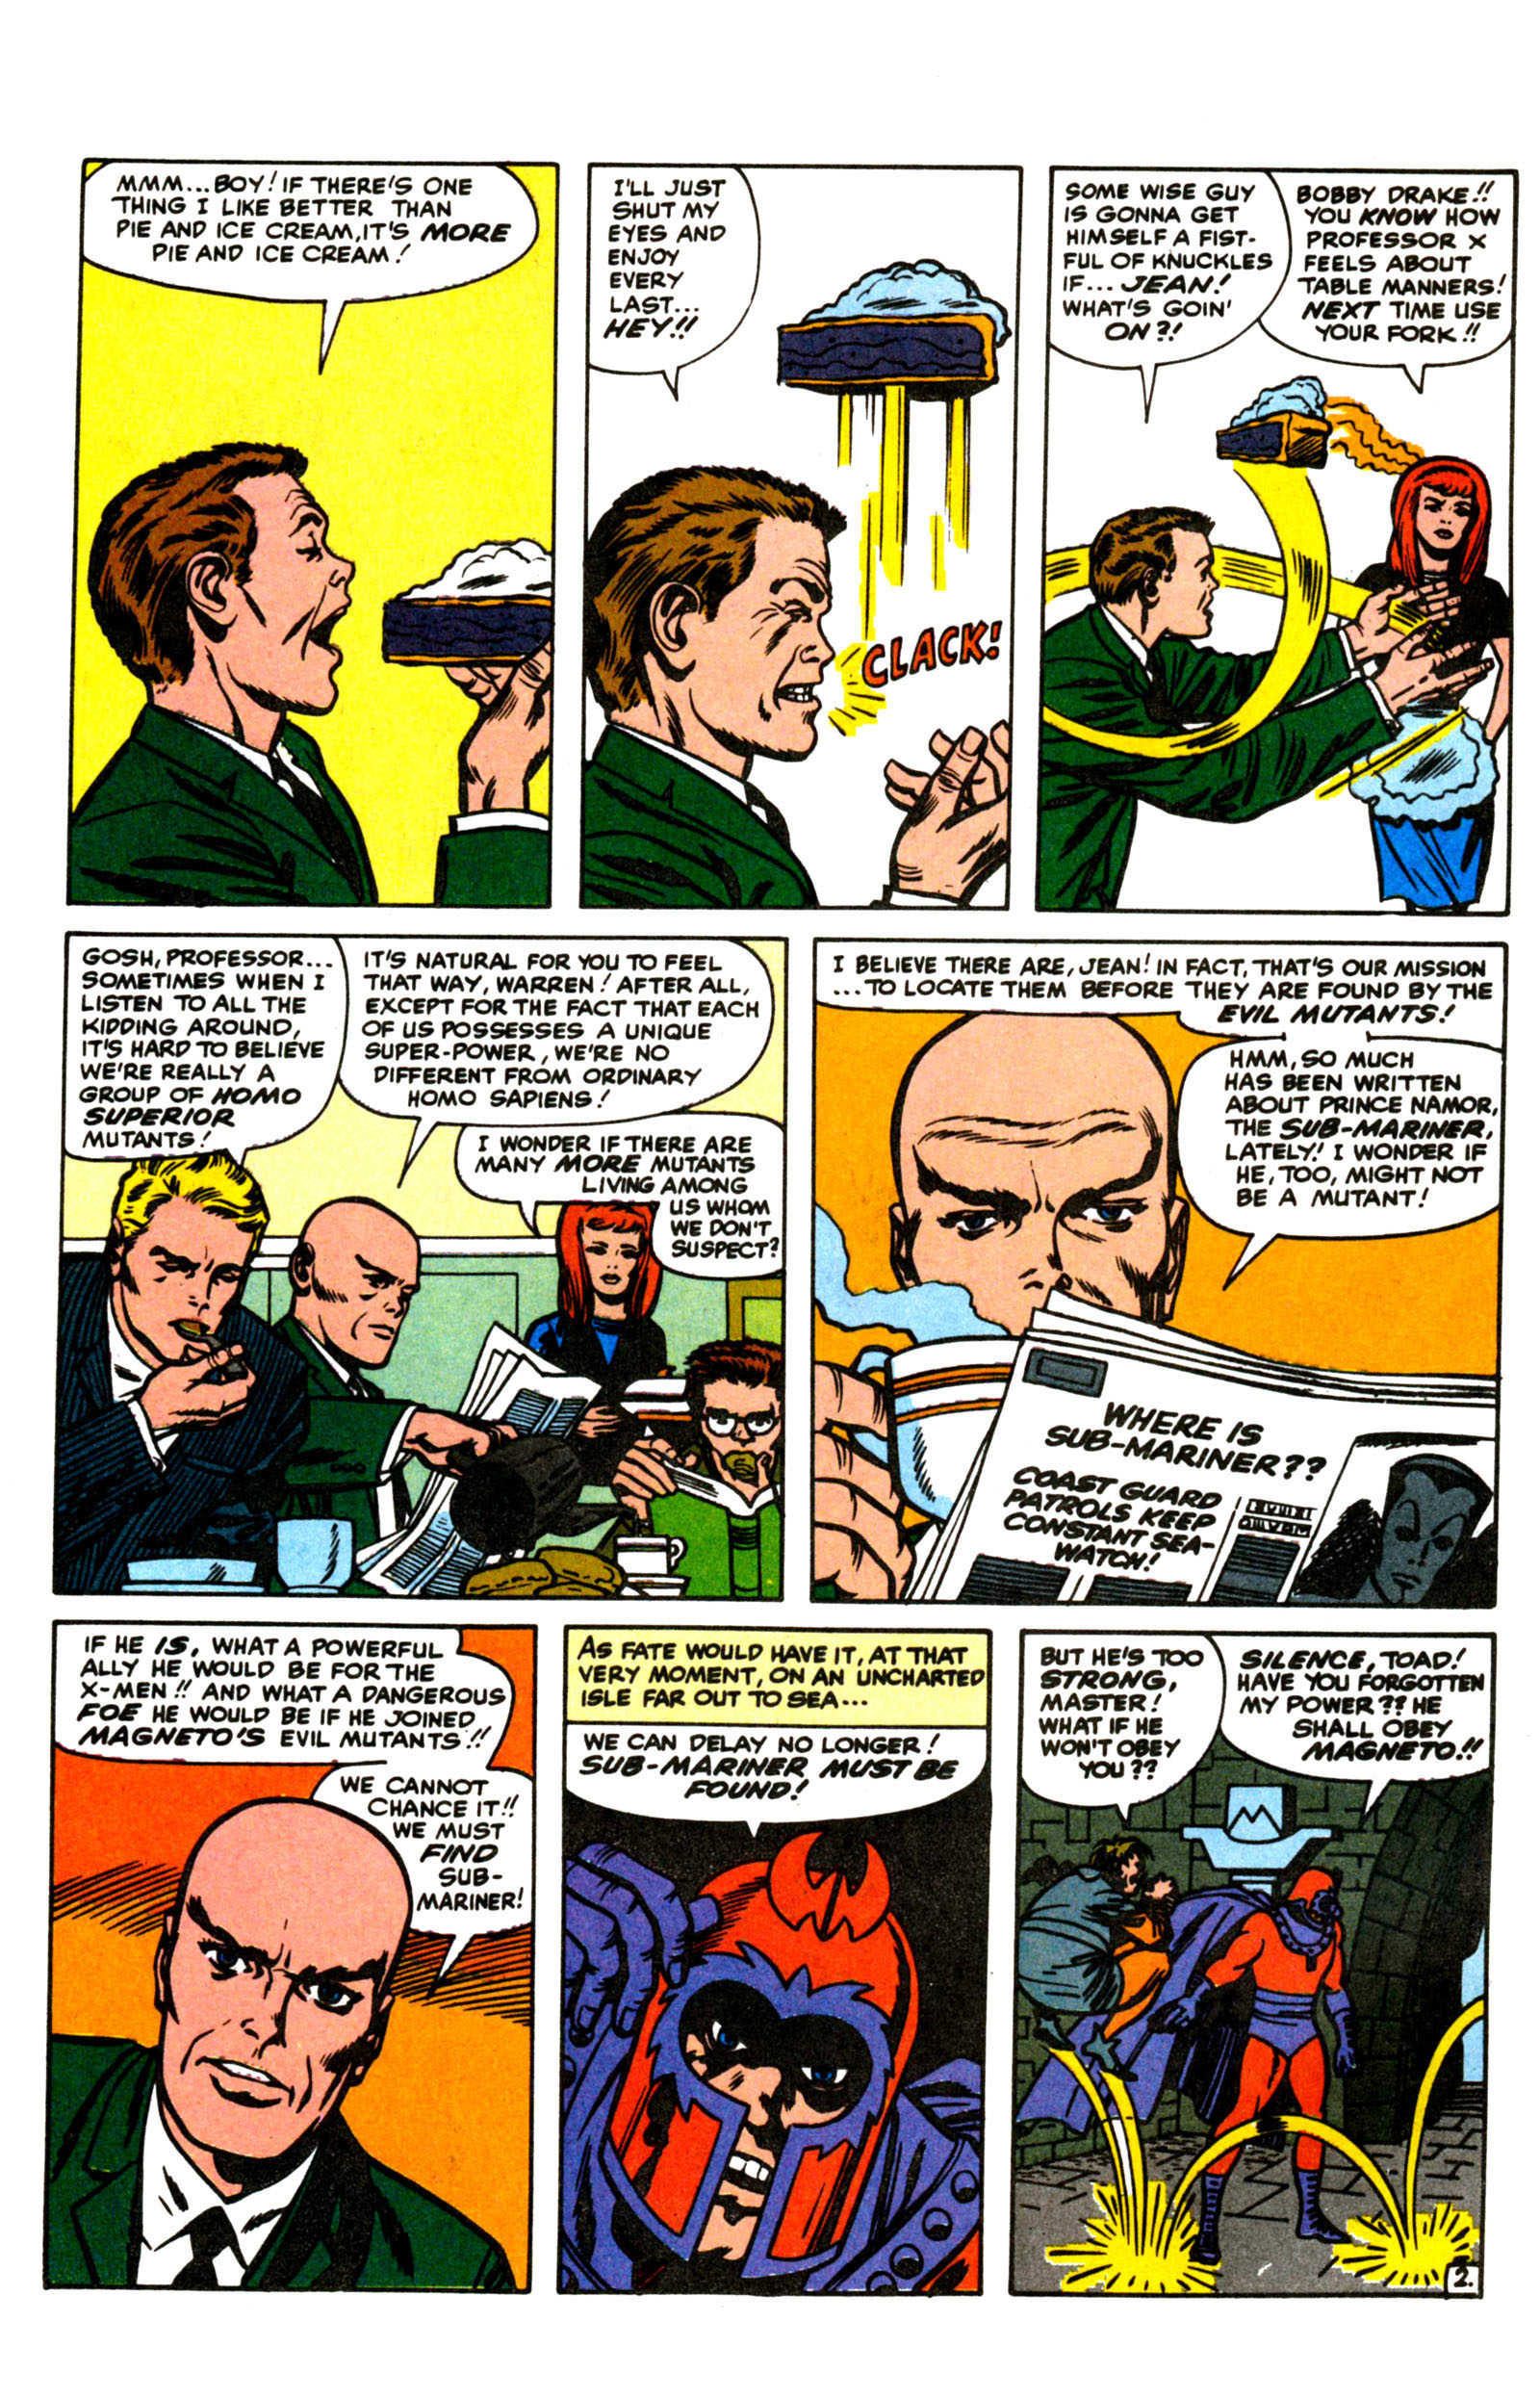 MMM...BOY! IF THERE'S ONE
THING I LIKE BETTER THAN
PIE AND ICE CREAM, IT'S MORE
PIE AND ICE CREAM!
I'LL JUST
SHUT MY
EYES AND
ENJOY
EVERY
LAST...
HEY!!
CLACK!
SOME WISE GUY
IS GONNA GET
HIMSELF A FIST-
FUL OF KNUCKLES
IF... JEAN!
WHAT'S GOIN'
ON?!
BOBBY DRAKE!!
YOU KNOW HOW
PROFESSOR X
FEELS ABOUT
TABLE MANNERS!
NEXT TIME USE
YOUR FORK!!
GOSH, PROFESSOR...
SOMETIMES WHEN I
LISTEN TO ALL THE
KIDDING AROUND,
IT'S HARD TO BELIEVE
WE'RE REALLY A
GROUP OF HOMO
SUPERIOR
MUTANTS!
IT'S NATURAL FOR YOU TO FEEL
THAT WAY, WARREN! AFTER ALL,
EXCEPT FOR THE FACT THAT EACH
OF US POSSESSES A UNIQUE
SUPER-POWER, WE'RE NO
DIFFERENT FROM ORDINARY
HOMO SAPIENS!
I WONDER IF THERE ARE
MANY MORE MUTANTS
LIVING AMONG
US WHOM
WE DON'T
SUSPECT?
I BELIEVE THERE ARE, JEAN! IN FACT, THAT'S OUR MISSION
...TO LOCATE THEM BEFORE THEY ARE FOUND BY THE
EVIL MUTANTS!
HMM, SO MUCH
HAS BEEN WRITTEN
ABOUT PRINCE NAMOR,
THE SUB-MARINER,
LATELY! I WONDER IF
HE, TOO, MIGHT NOT
BE A MUTANT!
WHERE IS
SUB-MARINER??
COAST GUARD
PATROLS KEEP
CONSTANT SEA-
WATCH!
IF HE IS, WHAT A POWERFUL
ALLY HE WOULD BE FOR THE
X-MEN!! AND WHAT A DANGEROUS
FOE HE WOULD BE IF HE JOINED
MAGNETO'S EVIL MUTANTS!!
WE CANNOT
CHANCE IT!!
WE MUST
FIND
SUB-
MARINER!
AS FATE WOULD HAVE IT, AT THAT
VERY MOMENT, ON AN UNCHARTED
ISLE FAR OUT TO SEA...
WE CAN DELAY NO LONGER!
SUB-MARINER MUST BE
FOUND!
BUT HE'S TOO
STRONG,
MASTER!
WHAT IF HE
WON'T OBEY
YOU??
SILENCE, TOAD!
HAVE YOU FORGOTTEN
MY POWER?? HE
SHALL OBEY
MAGNETO!!
M
2.